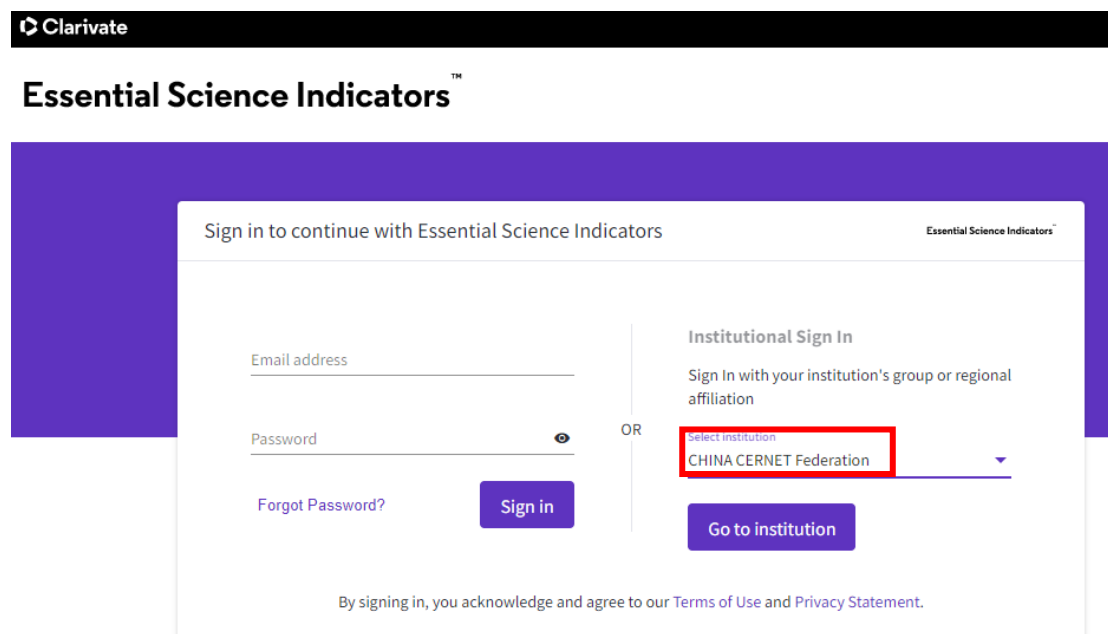 Clarivate
Essential Science Indicators™
Sign in to continue with Essential Science Indicators
Essential Science Indicators™
Email address
Password
Forgot Password?
Sign in
OR
Institutional Sign In
Sign In with your institution's group or regional
affiliation
Select institution
CHINA CERNET Federation
Go to institution
By signing in, you acknowledge and agree to our Terms of Use and Privacy Statement.